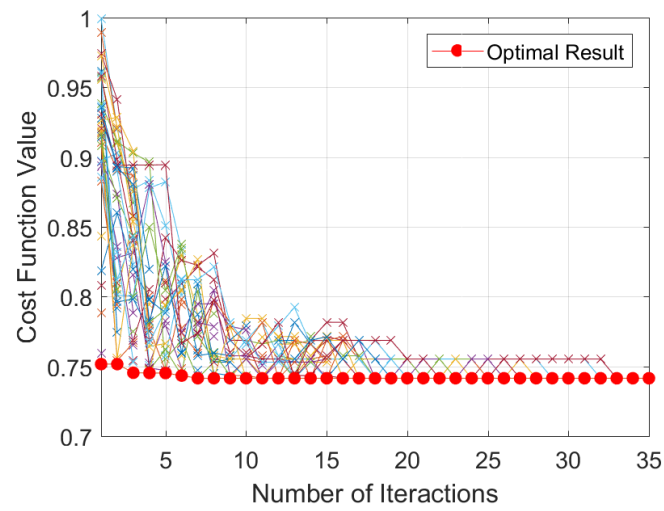 1
0.95
0.9
0.85
0.8
0.75
0.7
Cost Function Value
Optimal Result
5 10 15 20 25 30 35
Number of Iteractions